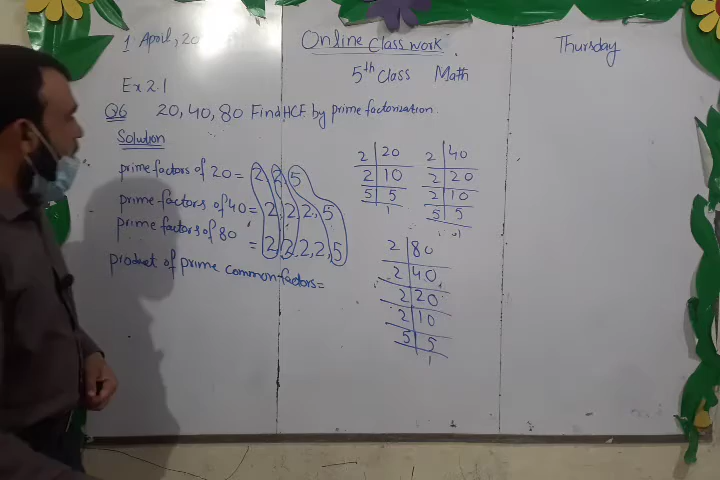 1 April, 20
Online Class work
Thursday
5th Class Math
Ex 2.1
Q6 20, 40, 80 Find HCF by prime factorization.
Solution
prime factors of 20 = 2 2 5
prime factors of 40 = 2, 2 2, 5
prime factors of 80
= 2 2, 2, 2, 5
product of prime common factors =
2 20
2 10
5 5
1
2 40
2 20
2 10
5 5
1
2 80
2 40
2 20
2 10
5 5
1